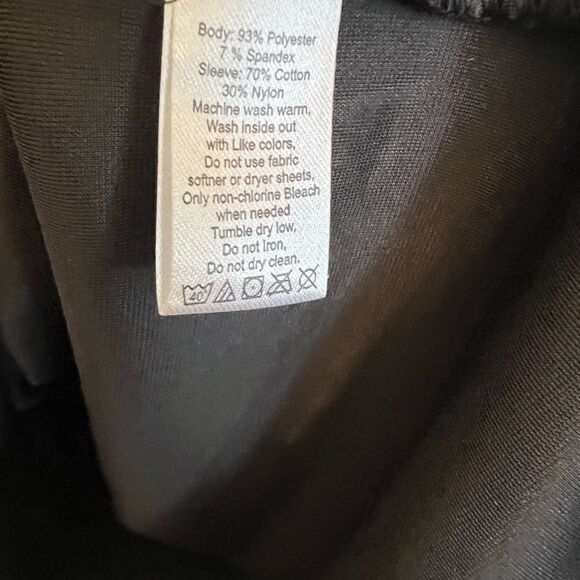 Body: 93% Polyester
7 % Spandex
Sleeve: 70% Cotton
30% Nylon
Machine wash warm,
Wash inside out
with Like colors,
Do not use fabric
softner or dryer sheets,
Only non-chlorine Bleach
when needed
Tumble dry low,
Do not Iron,
Do not dry clean.
40